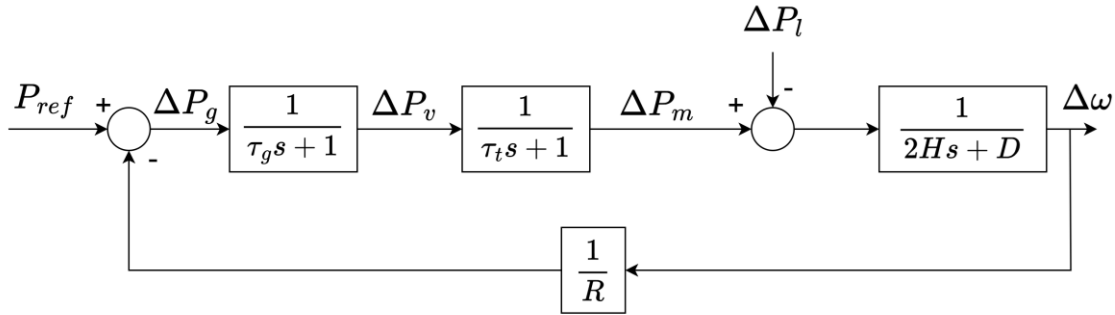 ΔP_l
P_ref + ΔP_g 1/(τ_g s + 1) ΔP_v 1/(τ_t s + 1) ΔP_m + - 1/(2Hs + D) Δω
-
1/R